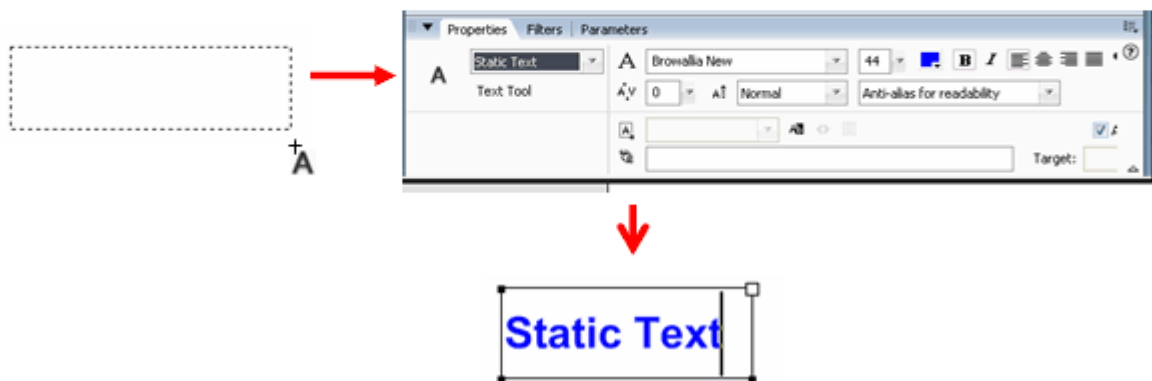 Properties Filters Parameters
A Static Text A Browallia New 44 B I
Text Tool A/V 0 A Normal Anti-alias for readability
A
Target:
A
Static Text